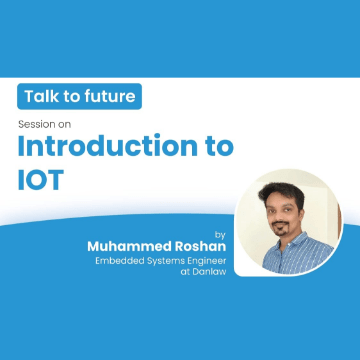 Talk to future
Session on
Introduction to
IOT
by
Muhammed Roshan
Embedded Systems Engineer
at Danlaw